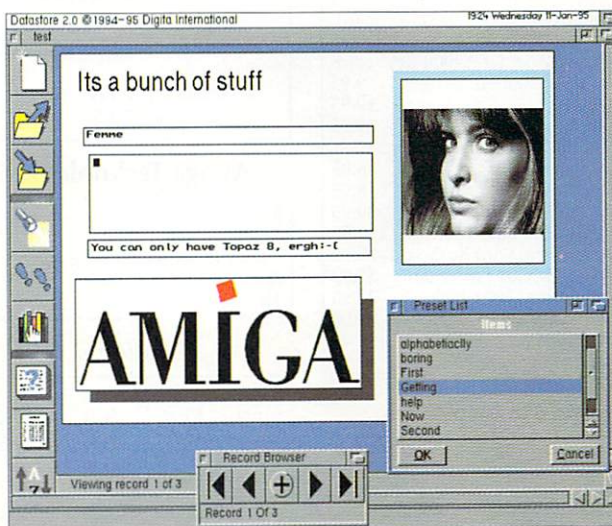 Datastore 2.0 ©1994-95 Digita International
19:24 Wednesday 11-Jan-95
test
Its a bunch of stuff
Femme
You can only have Topaz 8, ergh:-(
AMIGA
Preset List
Items
alphabetiaclly
boring
First
Getting
help
Now
Second
OK
Cancel
Viewing record 1 of 3
Record Browser
Record 1 Of 3